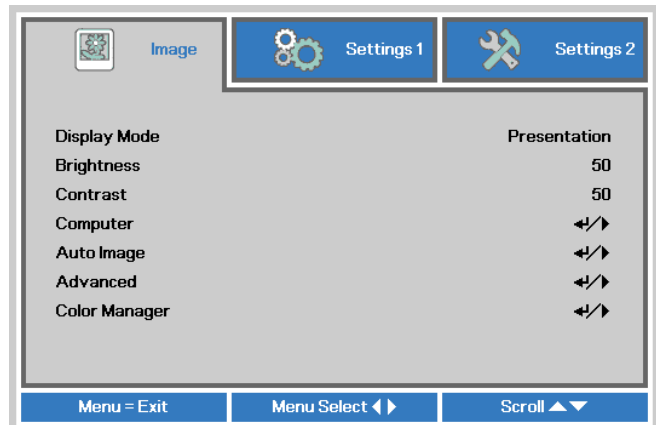 Image Settings 1 Settings 2
Display Mode Presentation
Brightness 50
Contrast 50
Computer
Auto Image
Advanced
Color Manager
Menu = Exit Menu Select Scroll